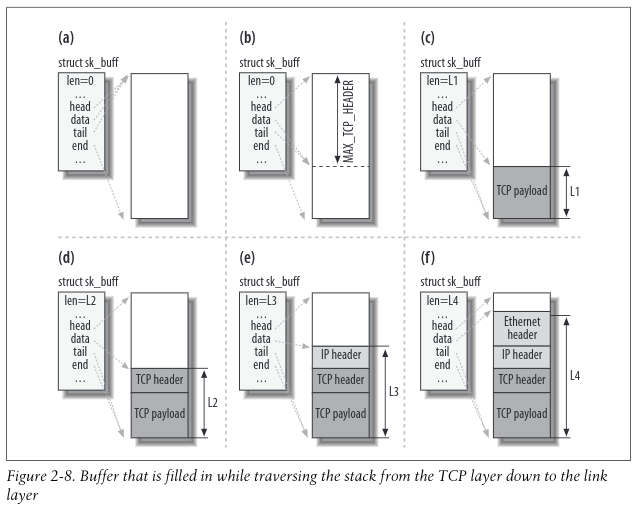 (a)
struct sk_buff
len=0
...
head
data
tail
end
...
(b)
struct sk_buff
len=0
...
head
data
tail
end
...
MAX_TCP_HEADER
(c)
struct sk_buff
len=L1
...
head
data
tail
end
...
TCP payload
L1
(d)
struct sk_buff
len=L2
...
head
data
tail
end
...
TCP header
TCP payload
L2
(e)
struct sk_buff
len=L3
...
head
data
tail
end
...
IP header
TCP header
TCP payload
L3
(f)
struct sk_buff
len=L4
...
head
data
tail
end
...
Ethernet
header
IP header
TCP header
TCP payload
L4
Figure 2-8. Buffer that is filled in while traversing the stack from the TCP layer down to the link
layer